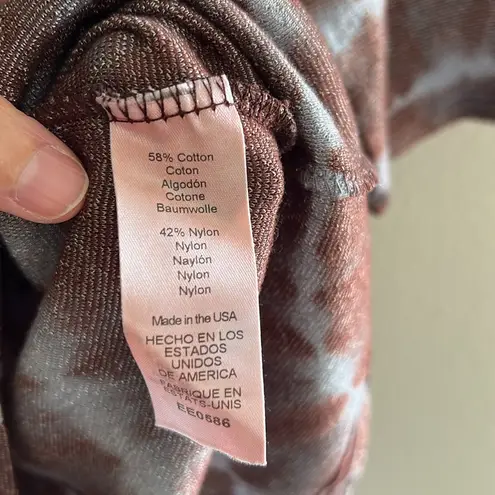 58% Cotton
Coton
Algodón
Cotone
Baumwolle
42% Nylon
Nylon
Naylón
Nylon
Nylon
Made in the USA
HECHO EN LOS
ESTADOS
UNIDOS
DE AMERICA
FABRIQUE EN
ETATS-UNIS
EE0686